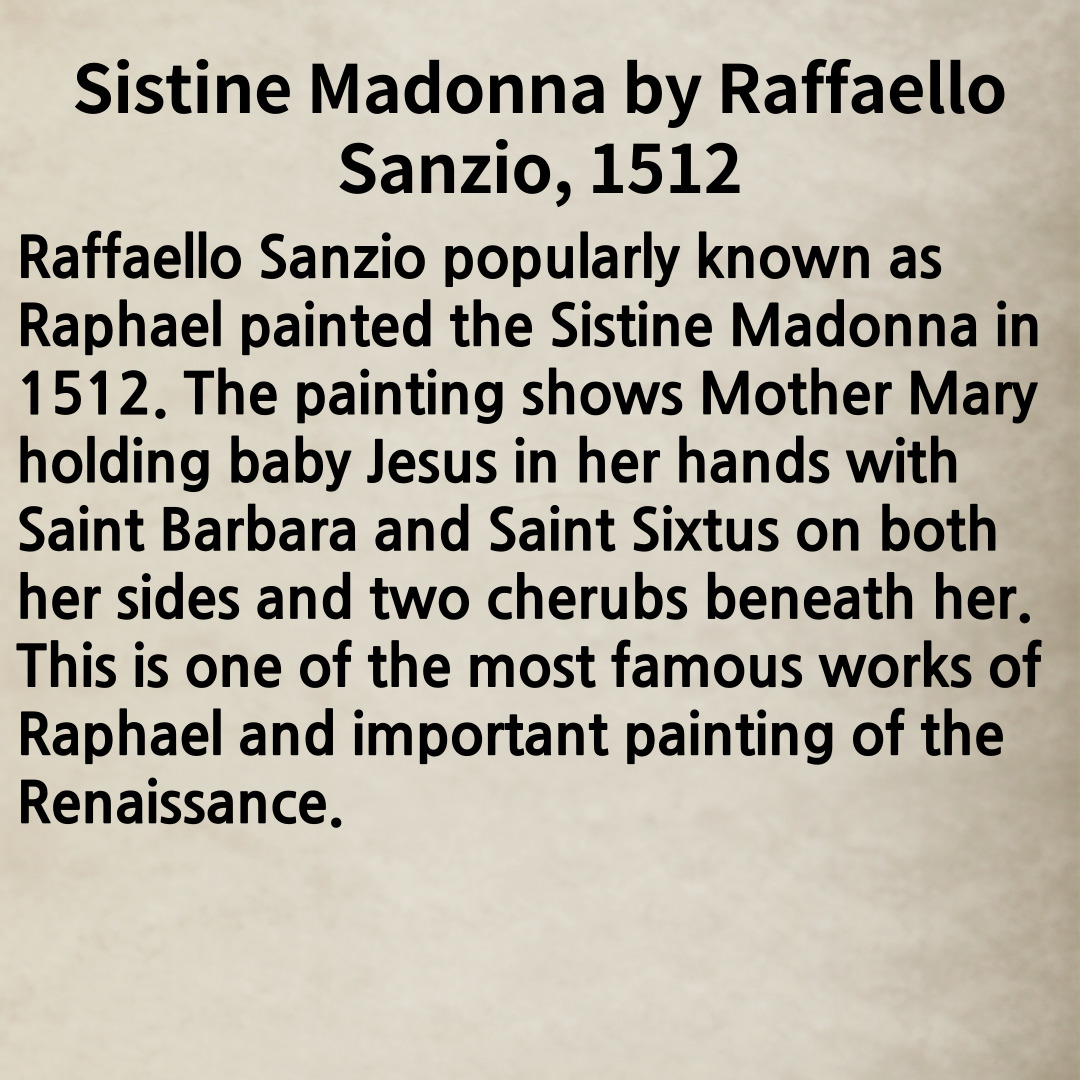 Sistine Madonna by Raffaello
Sanzio, 1512
Raffaello Sanzio popularly known as
Raphael painted the Sistine Madonna in
1512. The painting shows Mother Mary
holding baby Jesus in her hands with
Saint Barbara and Saint Sixtus on both
her sides and two cherubs beneath her.
This is one of the most famous works of
Raphael and important painting of the
Renaissance.